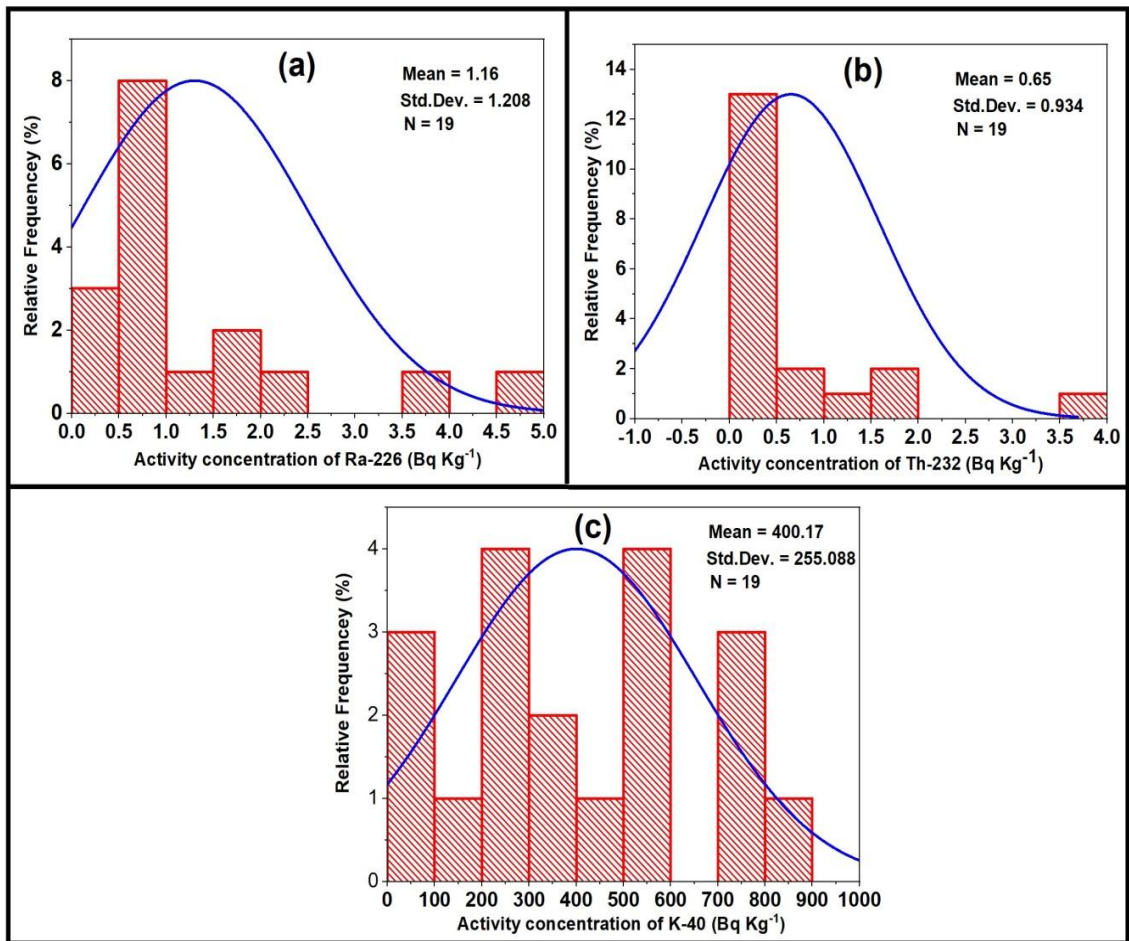 (a)
Mean = 1.16
Std.Dev. = 1.208
N = 19
Relative Frequencey (%)
8
6
4
2
0
0.0 0.5 1.0 1.5 2.0 2.5 3.0 3.5 4.0 4.5 5.0
Activity concentration of Ra-226 (Bq Kg⁻¹)
(b)
Mean = 0.65
Std.Dev. = 0.934
N = 19
Relative Frequencey (%)
14
12
10
8
6
4
2
0
-1.0 -0.5 0.0 0.5 1.0 1.5 2.0 2.5 3.0 3.5 4.0
Activity concentration of Th-232 (Bq Kg⁻¹)
(c)
Mean = 400.17
Std.Dev. = 255.088
N = 19
Relative Frequencey (%)
4
3
2
1
0
0 100 200 300 400 500 600 700 800 900 1000
Activity concentration of K-40 (Bq Kg⁻¹)